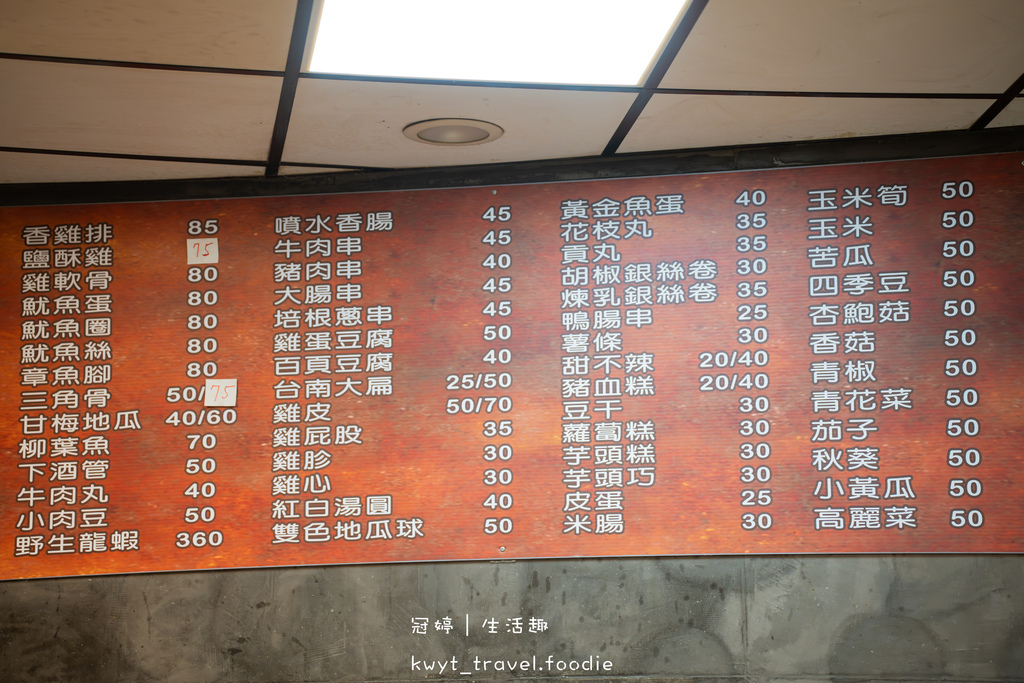 香雞排 85
鹽酥雞 75
雞軟骨 80
魷魚蛋 80
魷魚圈 80
魷魚絲 80
章魚腳 80
三角骨 50/75
甘梅地瓜 40/60
柳葉魚 70
下酒管 50
牛肉丸 40
小肉豆 50
野生龍蝦 360
噴水香腸 45
牛肉串 45
豬肉串 40
大腸串 45
培根蔥串 45
雞蛋豆腐 50
百頁豆腐 40
台南大扁 25/50
雞皮 50/70
雞屁股 35
雞胗 30
雞心 30
紅白湯圓 40
雙色地瓜球 50
黃金魚蛋 40
花枝丸 35
貢丸 35
胡椒銀絲卷 30
煉乳銀絲卷 35
鴨腸串 25
薯條 30
甜不辣 20/40
豬血糕 20/40
豆干 30
蘿蔔糕 30
芋頭糕 30
芋頭巧 30
皮蛋 25
米腸 30
玉米筍 50
玉米 50
苦瓜 50
四季豆 50
杏鮑菇 50
香菇 50
青椒 50
青花菜 50
茄子 50
秋葵 50
小黃瓜 50
高麗菜 50
冠婷｜生活趣
kwyt_travel.foodie